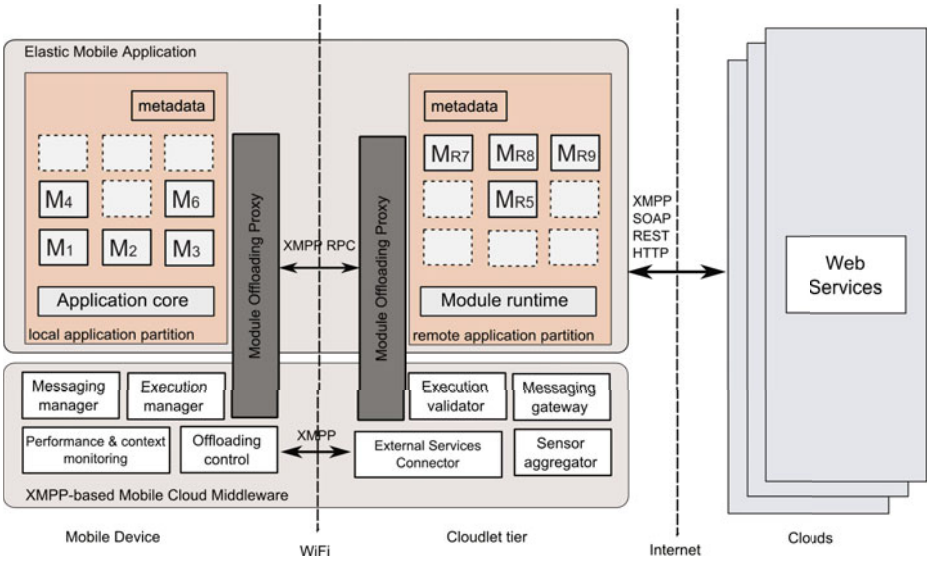 Elastic Mobile Application
metadata
M4
M6
M1
M2
M3
Application core
local application partition
Module Offloading Proxy
XMPP RPC
Module Offloading Proxy
metadata
MR7
MR8
MR9
MR5
Module runtime
remote application partition
XMPP
SOAP
REST
HTTP
Web
Services
Messaging
manager
Execution
manager
Performance & context
monitoring
Offloading
control
XMPP
Execution
validator
Messaging
gateway
External Services
Connector
Sensor
aggregator
XMPP-based Mobile Cloud Middleware
Mobile Device
WiFi
Cloudlet tier
Internet
Clouds